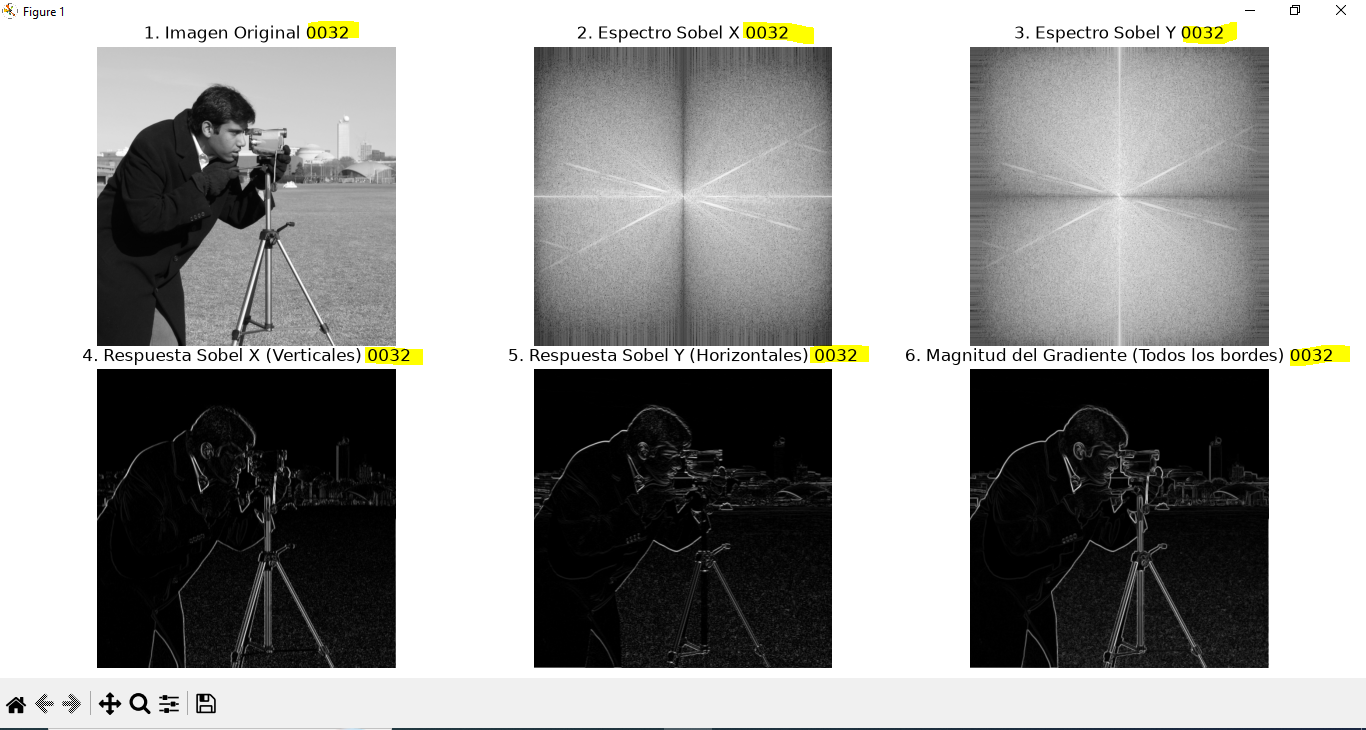 Figure 1
1. Imagen Original 0032
2. Espectro Sobel X 0032
3. Espectro Sobel Y 0032
4. Respuesta Sobel X (Verticales) 0032
5. Respuesta Sobel Y (Horizontales) 0032
6. Magnitud del Gradiente (Todos los bordes) 0032